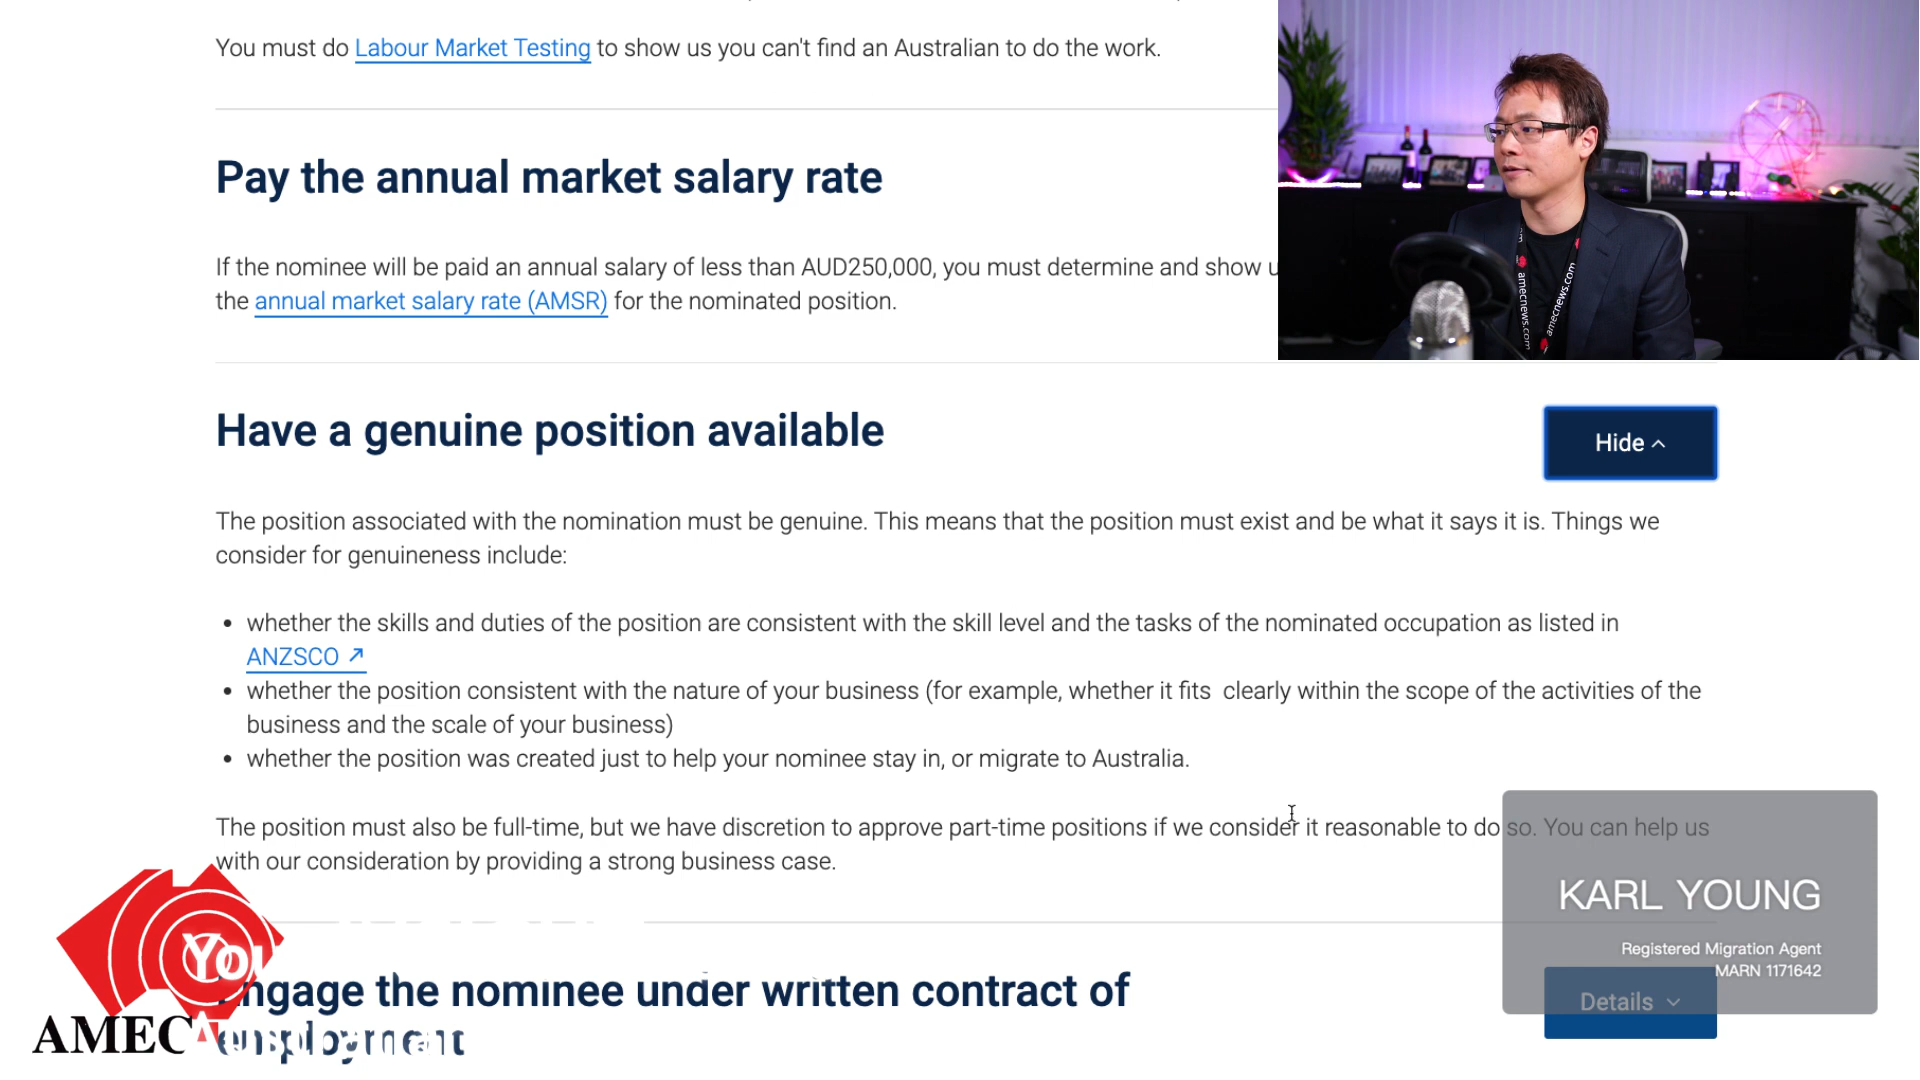 You must do Labour Market Testing to show us you can't find an Australian to do the work.
Pay the annual market salary rate
If the nominee will be paid an annual salary of less than AUD250,000, you must determine and show
the annual market salary rate (AMSR) for the nominated position.
amecnews.com
amecnews.com
Have a genuine position available
Hide
The position associated with the nomination must be genuine. This means that the position must exist and be what it says it is. Things we
consider for genuineness include:
• whether the skills and duties of the position are consistent with the skill level and the tasks of the nominated occupation as listed in
ANZSCO ↗
• whether the position consistent with the nature of your business (for example, whether it fits clearly within the scope of the activities of the
business and the scale of your business)
• whether the position was created just to help your nominee stay in, or migrate to Australia.
The position must also be full-time, but we have discretion to approve part-time positions if we consider it reasonable to do so. You can help us
with our consideration by providing a strong business case.
KARL YOUNG
Registered Migration Agent
MARN 1171642
Engage the nominee under written contract of
employment
Details
AMEC